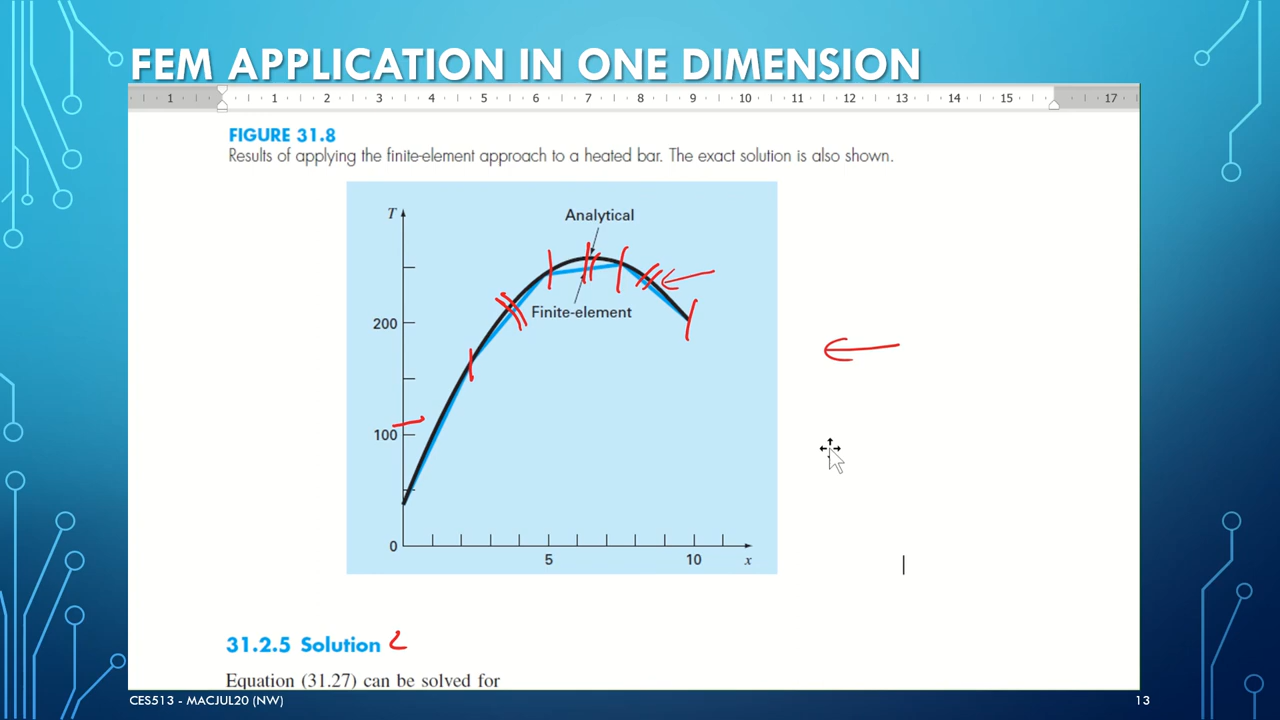 FEM APPLICATION IN ONE DIMENSION
1 1 2 3 4 5 6 7 8 9 10 11 12 13 14 15 17
FIGURE 31.8
Results of applying the finite-element approach to a heated bar. The exact solution is also shown.
T
Analytical
Finite-element
200
100
0
5 10 x
31.2.5 Solution
Equation (31.27) can be solved for
CES513 - MACJUL20 (NW) 13